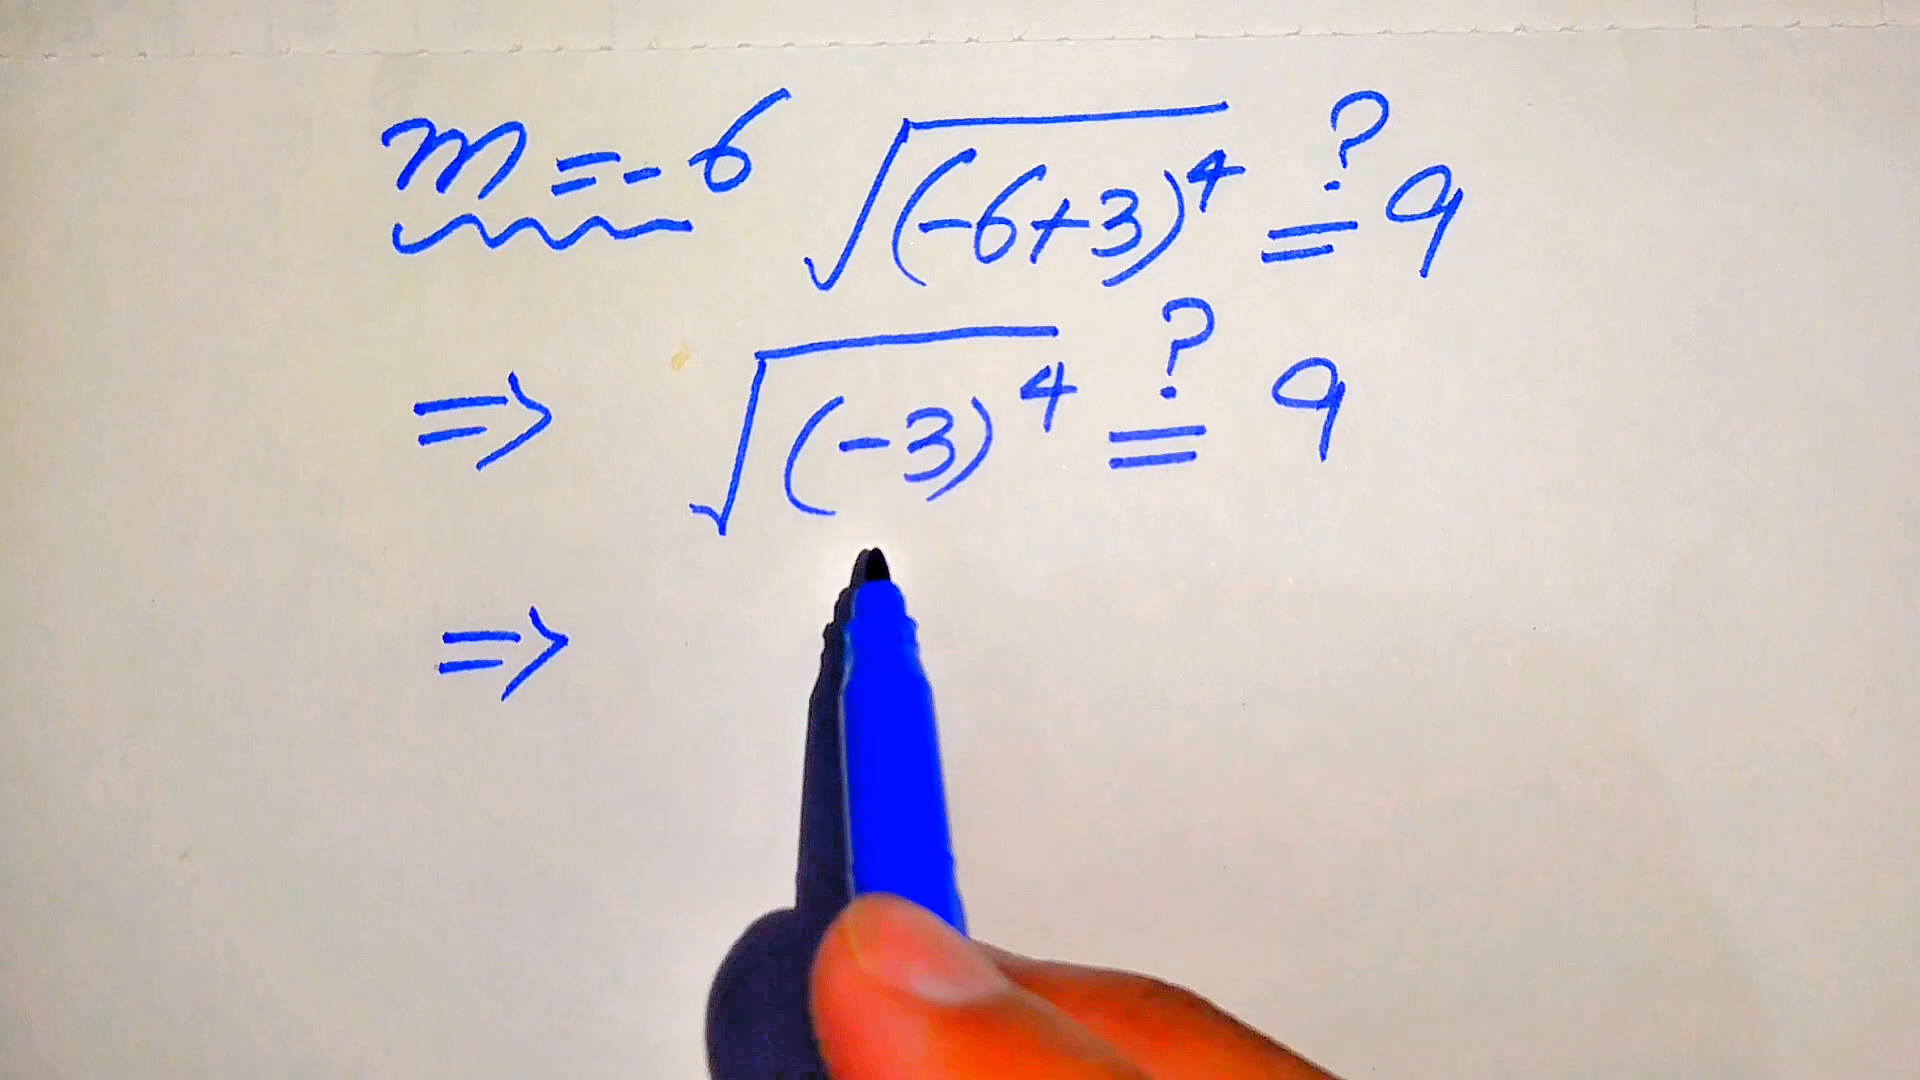 m = -6 √(-6+3)⁴ ?= 9
⇒ √(-3)⁴ ?= 9
⇒